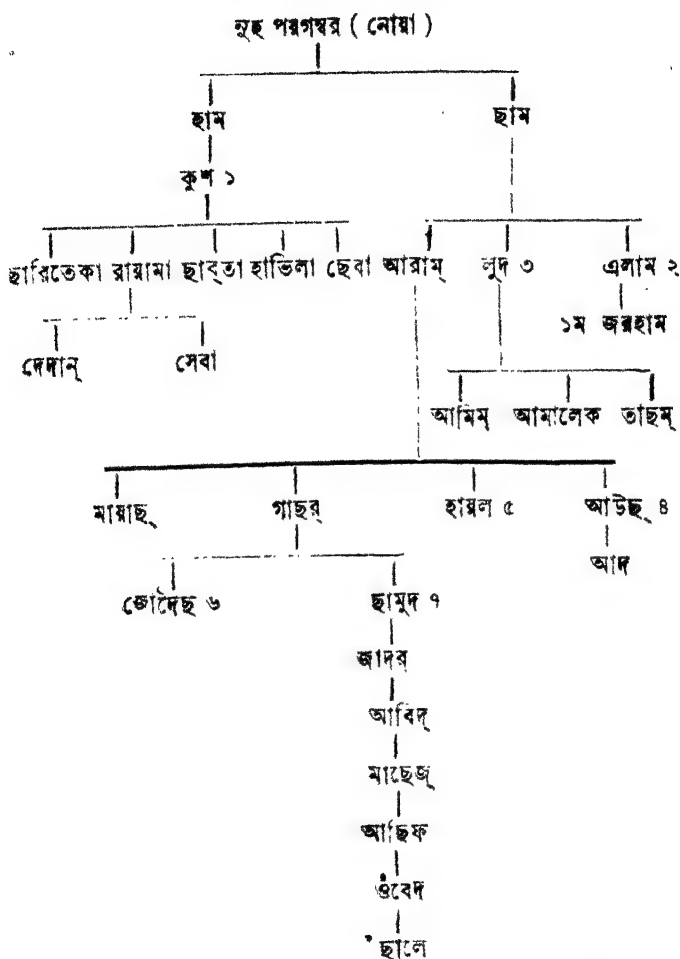 নুহ পয়গম্বর ( নোয়া )
হাম ছাম
কুশ ১
ছারিতেকা রায়ামা ছাব্‌তা হাভিলা ছেবা আরাম্ লুদ ৩ এলাম ২
১ম জরহাম
দেদান্ সেবা
আমিম্ আমালেক তাছম্
মায়াছ্ গাছর্ হায়ল ৫ আউছ্ ৪
আদ
জোদৈছ ৬ ছামুদ ৭
জাদর
আবিদ্
মাছেজ্
আছিফ
ওঁবেদ
ছালে